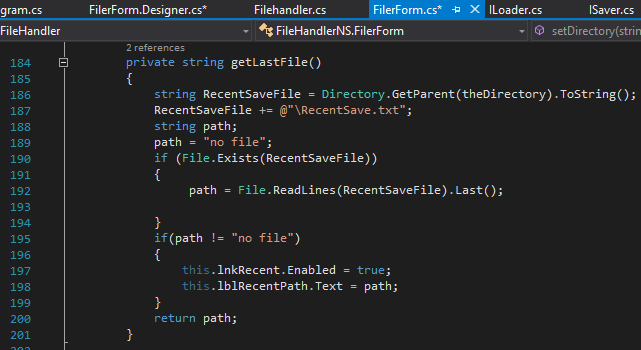 gram.cs FilerForm.Designer.cs* Filehandler.cs FilerForm.cs* ILoader.cs ISaver.cs
FileHandler FileHandlerNS.FilerForm setDirectory(strin
2 references
184 private string getLastFile()
185 {
186 string RecentSaveFile = Directory.GetParent(theDirectory).ToString();
187 RecentSaveFile += @"\RecentSave.txt";
188 string path;
189 path = "no file";
190 if (File.Exists(RecentSaveFile))
191 {
192 path = File.ReadLines(RecentSaveFile).Last();
193
194 }
195 if(path != "no file")
196 {
197 this.lnkRecent.Enabled = true;
198 this.lblRecentPath.Text = path;
199 }
200 return path;
201 }